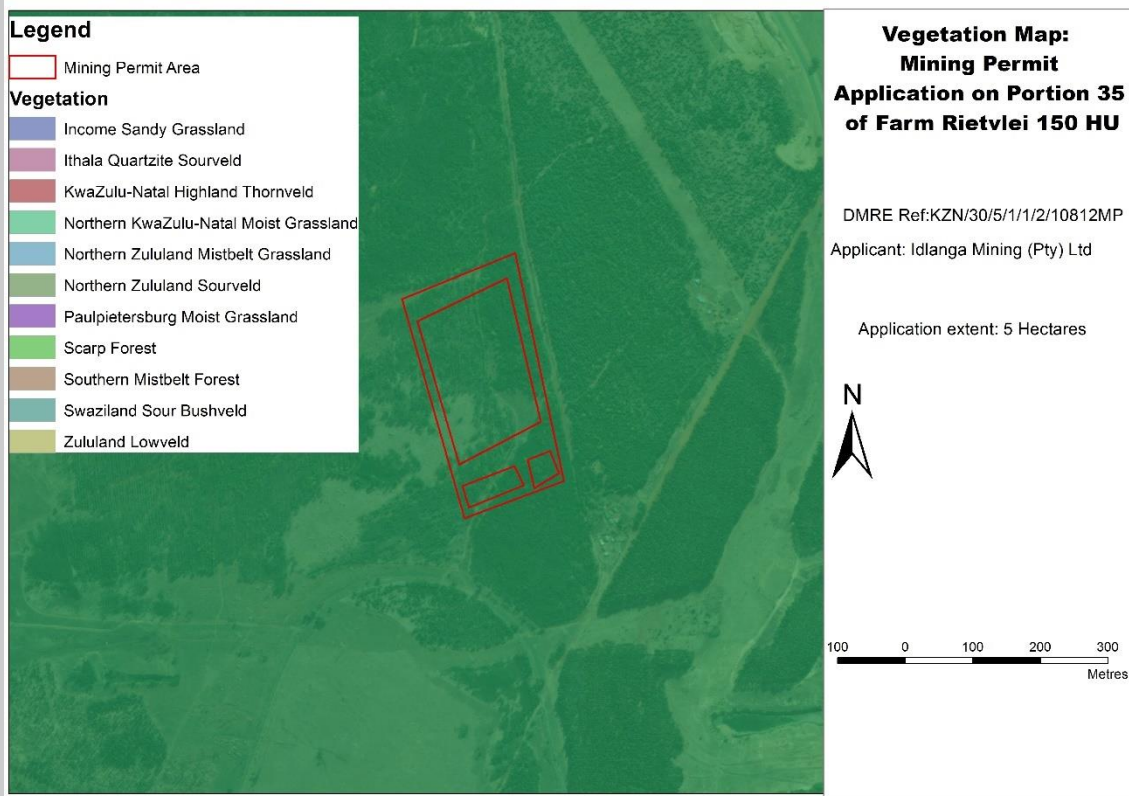 Legend
Mining Permit Area
Vegetation
Income Sandy Grassland
Ithala Quartzite Sourveld
KwaZulu-Natal Highland Thornveld
Northern KwaZulu-Natal Moist Grassland
Northern Zululand Mistbelt Grassland
Northern Zululand Sourveld
Paulpietersburg Moist Grassland
Scarp Forest
Southern Mistbelt Forest
Swaziland Sour Bushveld
Zululand Lowveld
Vegetation Map:
Mining Permit
Application on Portion 35
of Farm Rietvlei 150 HU
DMRE Ref:KZN/30/5/1/1/2/10812MP
Applicant: Idlanga Mining (Pty) Ltd
Application extent: 5 Hectares
N
100 0 100 200 300
Metres